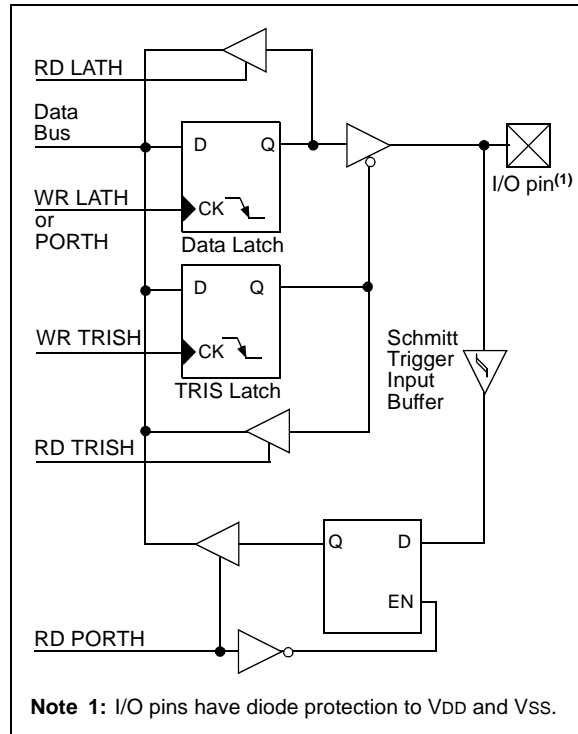 RD LATH
Data
Bus
D Q
I/O pin(1)
WR LATH
or
PORTH
CK
Data Latch
D Q
WR TRISH
CK
TRIS Latch
Schmitt
Trigger
Input
Buffer
RD TRISH
Q D
EN
RD PORTH
Note 1: I/O pins have diode protection to VDD and VSS.